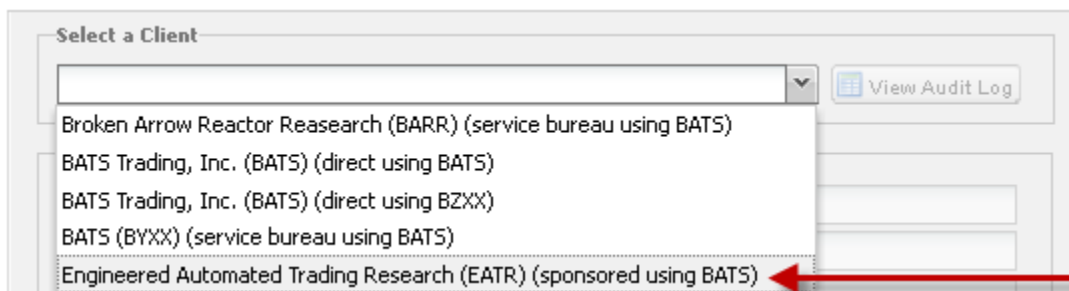 Select a Client
View Audit Log
Broken Arrow Reactor Reasearch (BARR) (service bureau using BATS)
BATS Trading, Inc. (BATS) (direct using BATS)
BATS Trading, Inc. (BATS) (direct using BZXX)
BATS (BYXX) (service bureau using BATS)
Engineered Automated Trading Research (EATR) (sponsored using BATS)